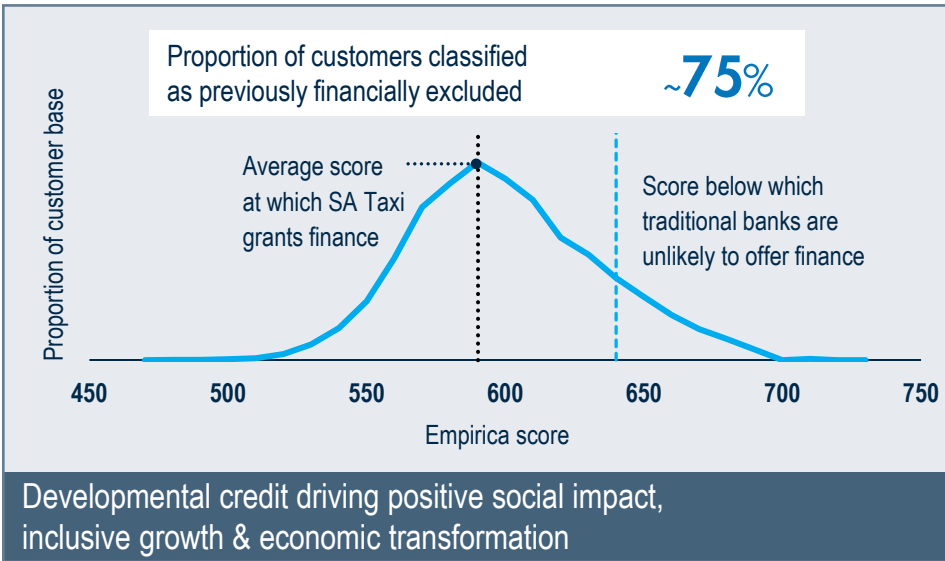 Proportion of customers classified
as previously financially excluded
~75%
Proportion of customer base
Average score
at which SA Taxi
grants finance
Score below which
traditional banks are
unlikely to offer finance
450 500 550 600 650 700 750
Empirica score
Developmental credit driving positive social impact,
inclusive growth & economic transformation